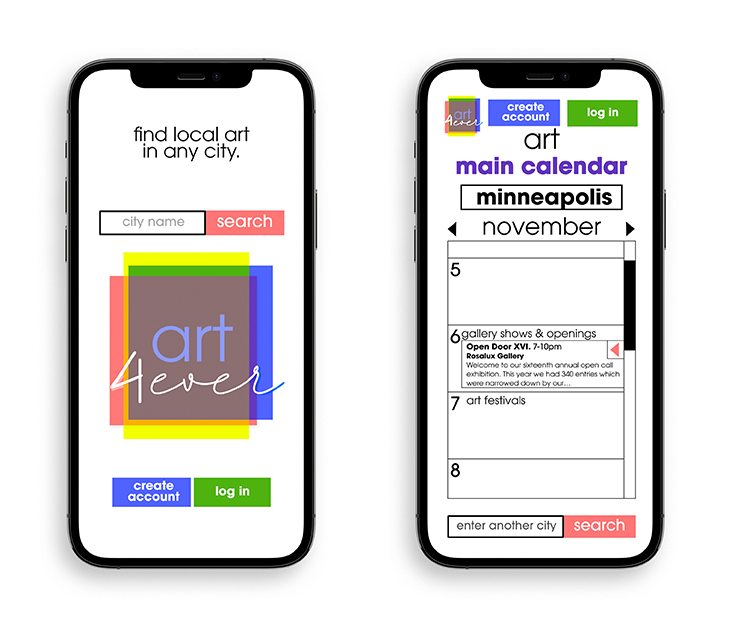 find local art
in any city.
city name
search
art
4ever
create
account
log in
art
4ever
create
account
log in
art
main calendar
minneapolis
november
5
6 gallery shows & openings
Open Door XVI. 7-10pm
Rosalux Gallery
Welcome to our sixteenth annual open call
exhibition. This year we had 340 entries which
were narrowed down by our...
7 art festivals
8
enter another city
search